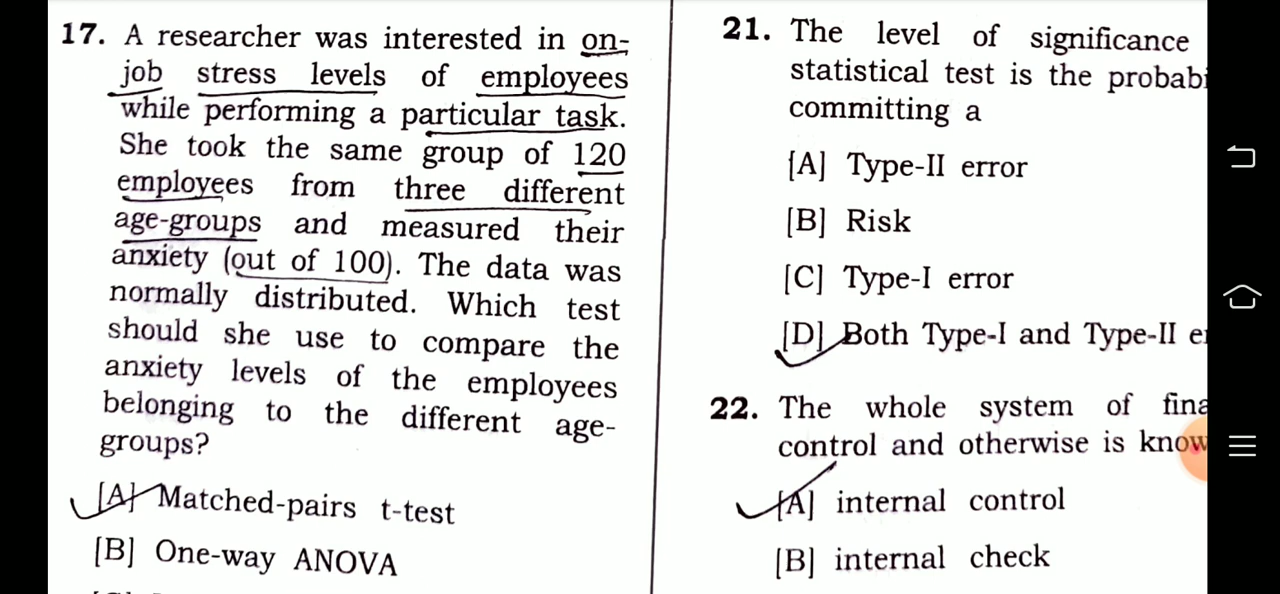 17. A researcher was interested in on-
job stress levels of employees
while performing a particular task.
She took the same group of 120
employees from three different
age-groups and measured their
anxiety (out of 100). The data was
normally distributed. Which test
should she use to compare the
anxiety levels of the employees
belonging to the different age-
groups?
[A] Matched-pairs t-test
[B] One-way ANOVA
21. The level of significance
statistical test is the probabi
committing a
[A] Type-II error
[B] Risk
[C] Type-I error
[D] Both Type-I and Type-II e
22. The whole system of fina
control and otherwise is know
[A] internal control
[B] internal check